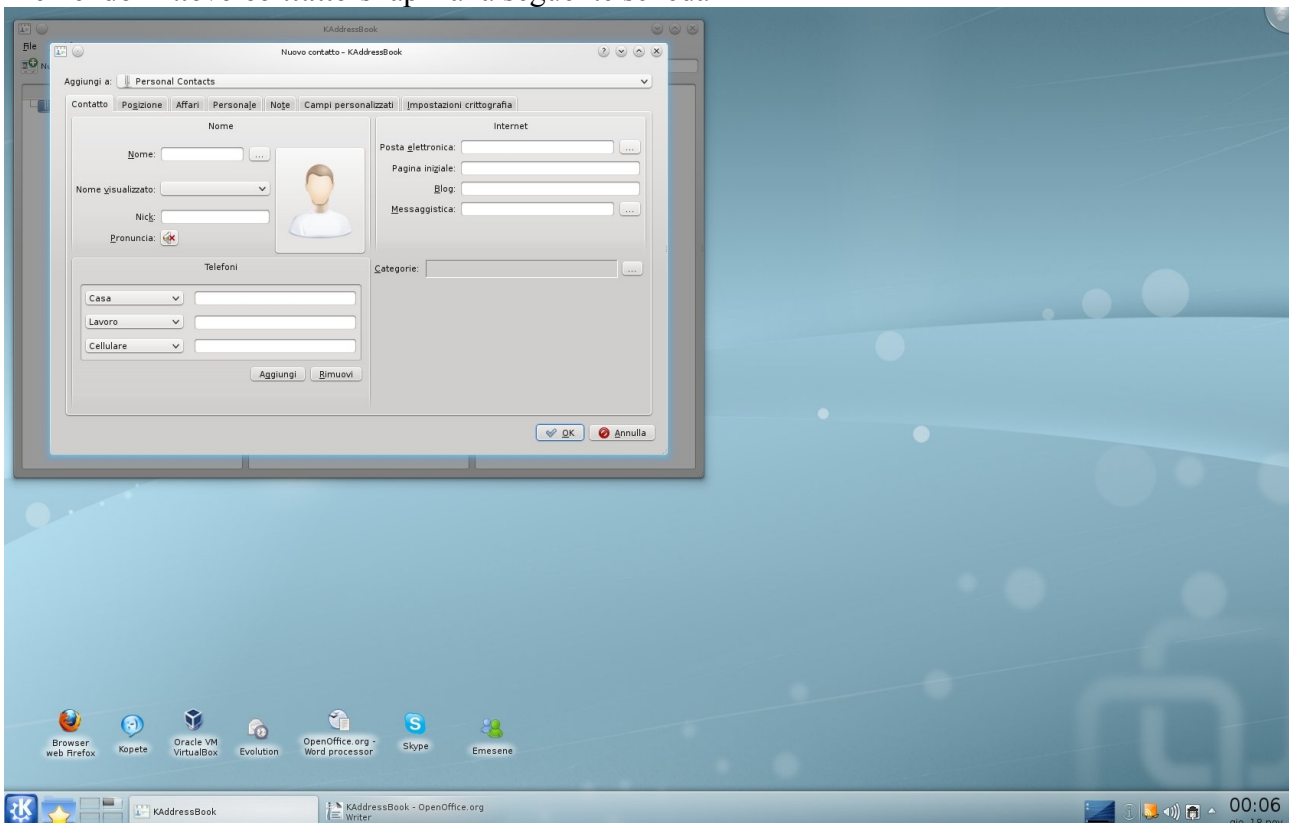 KAddressBook
File
Nuovo contatto – KAddressBook
Aggiungi a: Personal Contacts
Contatto Posizione Affari Personale Note Campi personalizzati Impostazioni crittografia
Nome Internet
Nome: ...
Nome visualizzato:
Nick:
Pronuncia:
Posta elettronica: ...
Pagina iniziale:
Blog:
Messaggistica: ...
Telefoni
Casa
Lavoro
Cellulare
Aggiungi Rimuovi
Categorie: ...
OK Annulla
Browser
web Firefox
Kopete
Oracle VM
VirtualBox
Evolution
OpenOffice.org -
Word processor
Skype
Emesene
KAddressBook
KAddressBook - OpenOffice.org
Writer
00:06